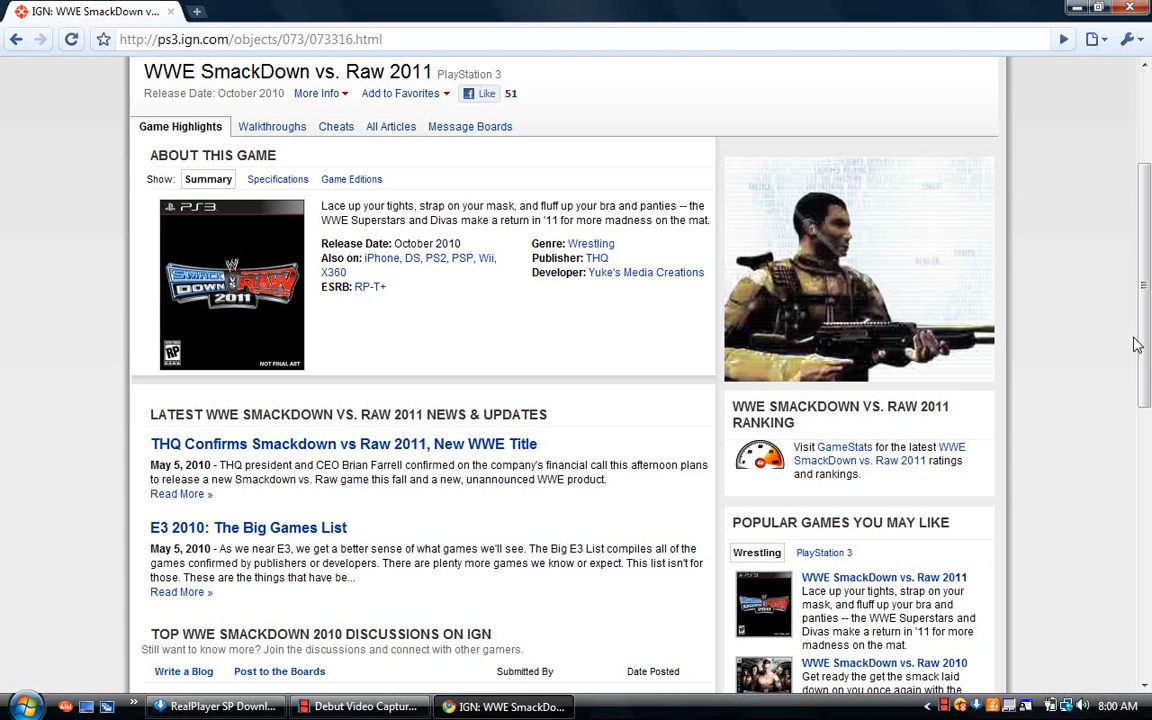 IGN: WWE SmackDown v...
http://ps3.ign.com/objects/073/073316.html
WWE SmackDown vs. Raw 2011 PlayStation 3
Release Date: October 2010 More Info Add to Favorites Like 51
Game Highlights Walkthroughs Cheats All Articles Message Boards
ABOUT THIS GAME
Show: Summary Specifications Game Editions
PS3
SMACK DOWN VS RAW 2011
RP
NOT FINAL ART
Lace up your tights, strap on your mask, and fluff up your bra and panties -- the
WWE Superstars and Divas make a return in '11 for more madness on the mat.
Release Date: October 2010
Also on: iPhone, DS, PS2, PSP, Wii,
X360
ESRB: RP-T+
Genre: Wrestling
Publisher: THQ
Developer: Yuke's Media Creations
LATEST WWE SMACKDOWN VS. RAW 2011 NEWS & UPDATES
THQ Confirms Smackdown vs Raw 2011, New WWE Title
May 5, 2010 - THQ president and CEO Brian Farrell confirmed on the company's financial call this afternoon plans
to release a new Smackdown vs. Raw game this fall and a new, unannounced WWE product.
Read More »
E3 2010: The Big Games List
May 5, 2010 - As we near E3, we get a better sense of what games we'll see. The Big E3 List compiles all of the
games confirmed by publishers or developers. There are plenty more games we know or expect. This list isn't for
those. These are the things that have be...
Read More »
TOP WWE SMACKDOWN 2010 DISCUSSIONS ON IGN
Still want to know more? Join the discussions and connect with other gamers.
Write a Blog Post to the Boards Submitted By Date Posted
WWE SMACKDOWN VS. RAW 2011
RANKING
Visit GameStats for the latest WWE
SmackDown vs. Raw 2011 ratings
and rankings.
POPULAR GAMES YOU MAY LIKE
Wrestling PlayStation 3
WWE SmackDown vs. Raw 2011
Lace up your tights, strap on your
mask, and fluff up your bra and
panties -- the WWE Superstars and
Divas make a return in '11 for more
madness on the mat.
WWE SmackDown vs. Raw 2010
Get ready the get the smack laid
down on you once again with the
RealPlayer SP Downl... Debut Video Captur... IGN: WWE SmackDo... 8:00 AM